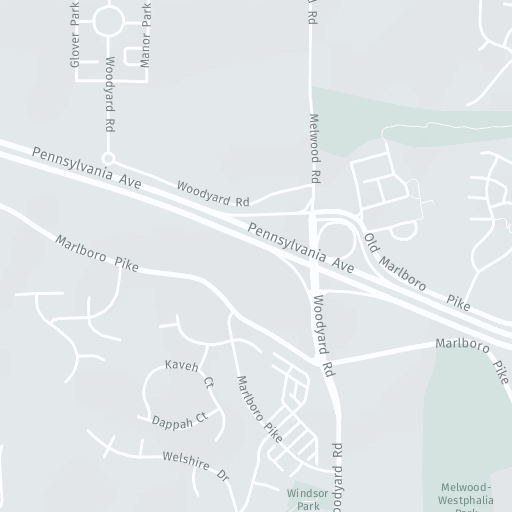 Glover Park
Manor Park
Rd
Woodyard Rd
Melwood Rd
Pennsylvania Ave
Woodyard Rd
Pennsylvania Ave
Old Marlboro Pike
Marlboro Pike
Woodyard Rd
Marlboro Pike
Kaveh Ct
Marlboro Pike
Dappah Ct
Welshire Dr
Windsor
Park
Melwood-
Westphalia